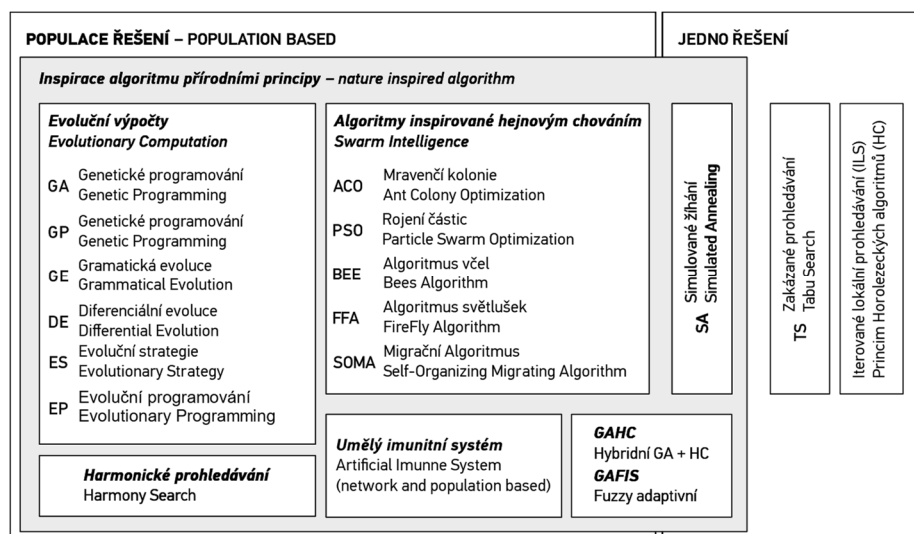 POPULACE ŘEŠENÍ – POPULATION BASED
JEDNO ŘEŠENÍ
Inspirace algoritmu přírodními principy – nature inspired algorithm
Evoluční výpočty
Evolutionary Computation
GA
Genetické programování
Genetic Programming
GP
Genetické programování
Genetic Programming
GE
Gramatická evoluce
Grammatical Evolution
DE
Diferenciální evoluce
Differential Evolution
ES
Evoluční strategie
Evolutionary Strategy
EP
Evoluční programování
Evolutionary Programming
Algoritmy inspirované hejnovým chováním
Swarm Intelligence
ACO
Mravenčí kolonie
Ant Colony Optimization
PSO
Rojení částic
Particle Swarm Optimization
BEE
Algoritmus včel
Bees Algorithm
FFA
Algoritmus světlušek
FireFly Algorithm
SOMA
Migrační Algoritmus
Self-Organizing Migrating Algorithm
SA
Simulované žíhání
Simulated Annealing
TS
Zakázané prohledávání
Tabu Search
Iterované lokální prohledávání (ILS)
Princim Horolezeckých algoritmů (HC)
Harmonické prohledávání
Harmony Search
Umělý imunitní systém
Artificial Imunne System
(network and population based)
GAHC
Hybridní GA + HC
GAFIS
Fuzzy adaptivní